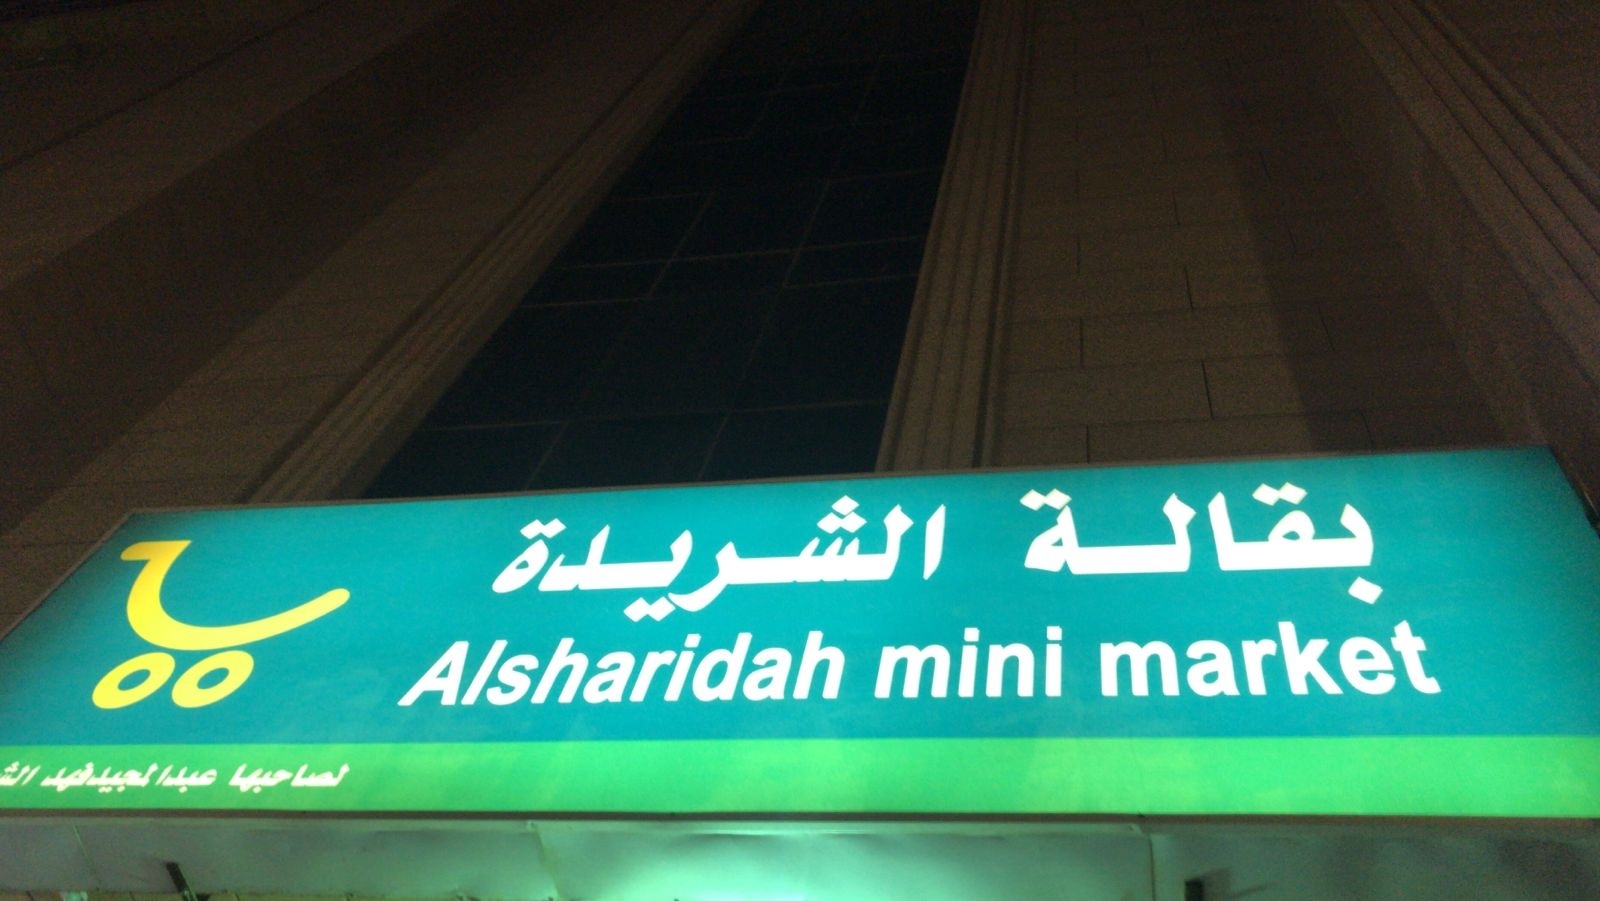 بقالة الشريدة
Alsharidah mini market
لصاحبها عبدالمجيد فهد